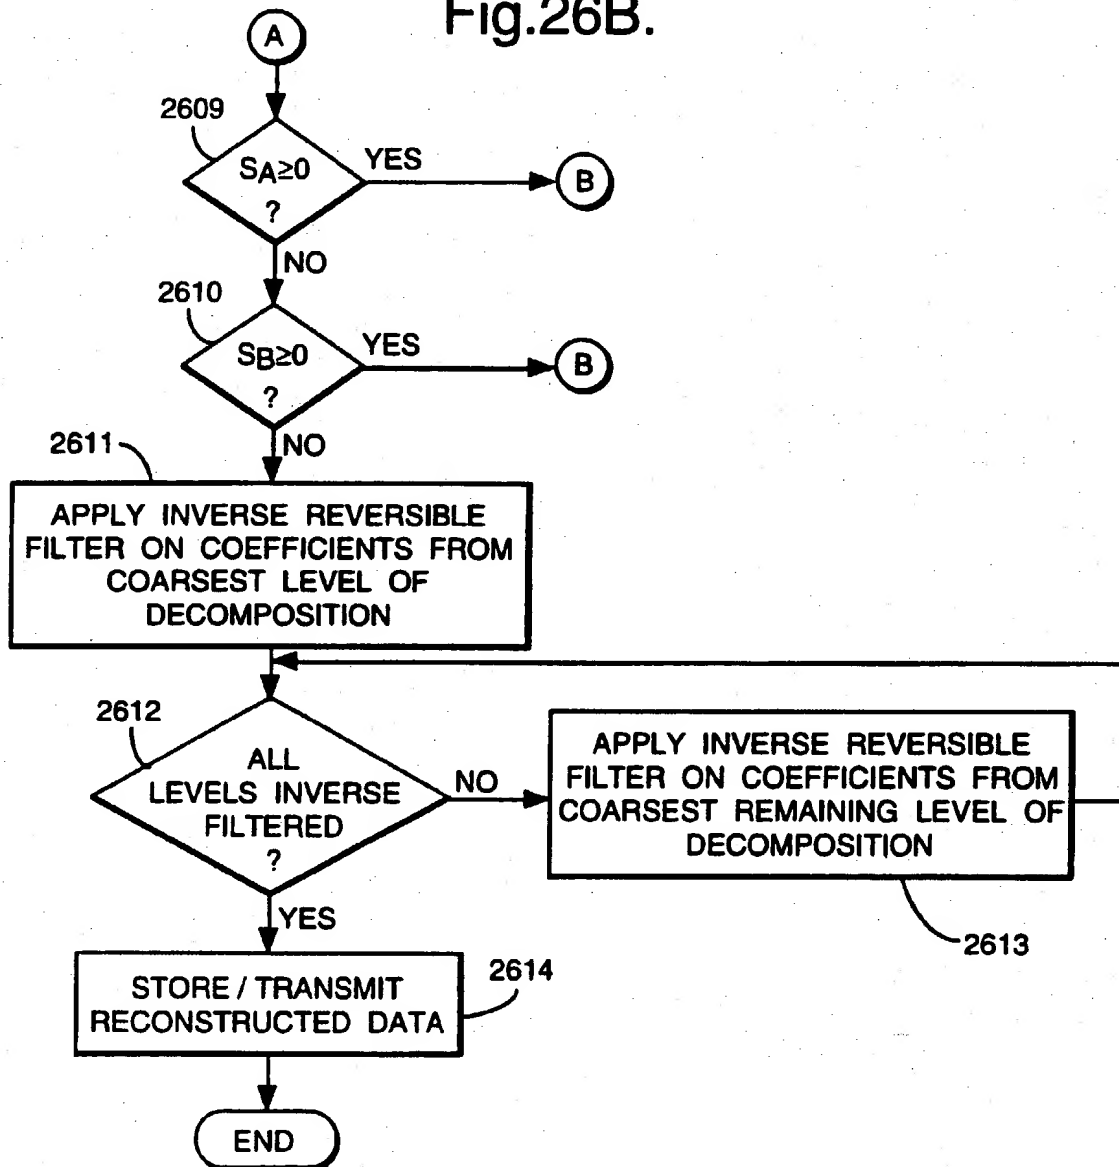 Fig.26B.
A
2609
SA≥0
?
YES
B
NO
2610
SB≥0
?
YES
B
NO
2611
APPLY INVERSE REVERSIBLE
FILTER ON COEFFICIENTS FROM
COARSEST LEVEL OF
DECOMPOSITION
2612
ALL
LEVELS INVERSE
FILTERED
?
NO
APPLY INVERSE REVERSIBLE
FILTER ON COEFFICIENTS FROM
COARSEST REMAINING LEVEL OF
DECOMPOSITION
2613
YES
STORE / TRANSMIT
RECONSTRUCTED DATA
2614
END